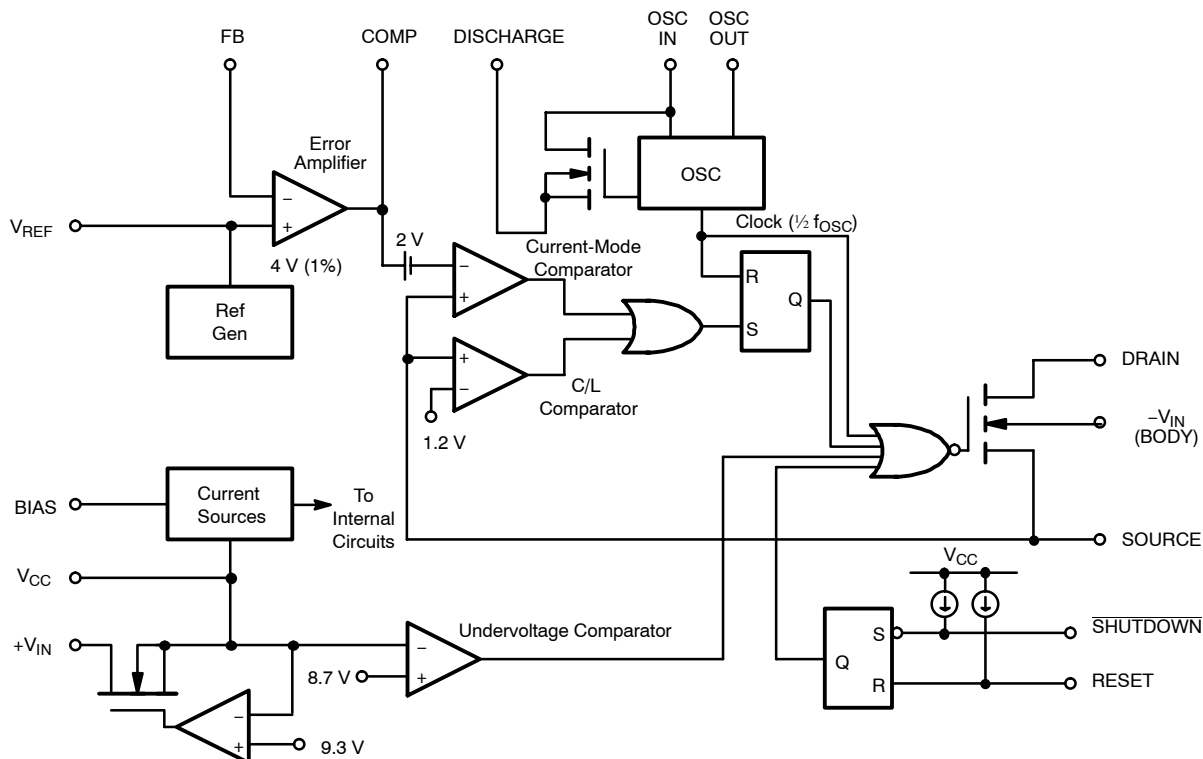 FB
COMP
DISCHARGE
OSC
IN
OSC
OUT
Error
Amplifier
OSC
−
+
VREF
4 V (1%)
2 V
Clock (½ fOSC)
Current-Mode
Comparator
−
+
R
Q
S
Ref
Gen
+
−
C/L
Comparator
1.2 V
DRAIN
−VIN
(BODY)
BIAS
Current
Sources
To
Internal
Circuits
SOURCE
VCC
VCC
+VIN
Undervoltage Comparator
−
+
8.7 V
S
Q
R
SHUTDOWN
RESET
−
+
9.3 V